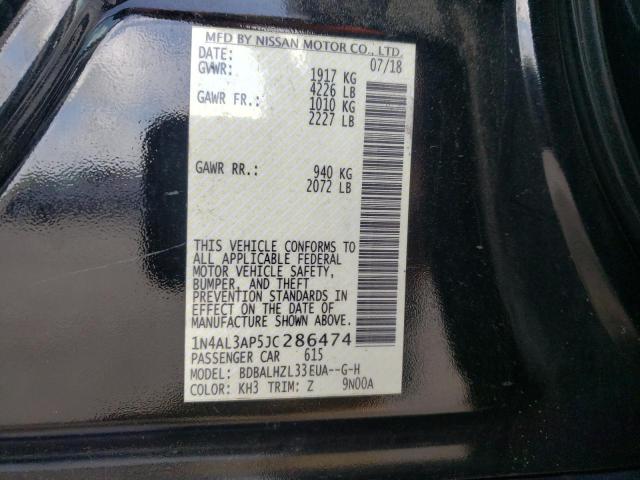 MFD BY NISSAN MOTOR CO., LTD.
DATE: 07/18
GVWR: 1917 KG
4226 LB
GAWR FR.: 1010 KG
2227 LB
GAWR RR.: 940 KG
2072 LB
THIS VEHICLE CONFORMS TO
ALL APPLICABLE FEDERAL
MOTOR VEHICLE SAFETY,
BUMPER, AND THEFT
PREVENTION STANDARDS IN
EFFECT ON THE DATE OF
MANUFACTURE SHOWN ABOVE.
1N4AL3AP5JC286474
PASSENGER CAR 615
MODEL: BDBALHZL33EUA--G-H
COLOR: KH3 TRIM: Z 9N00A